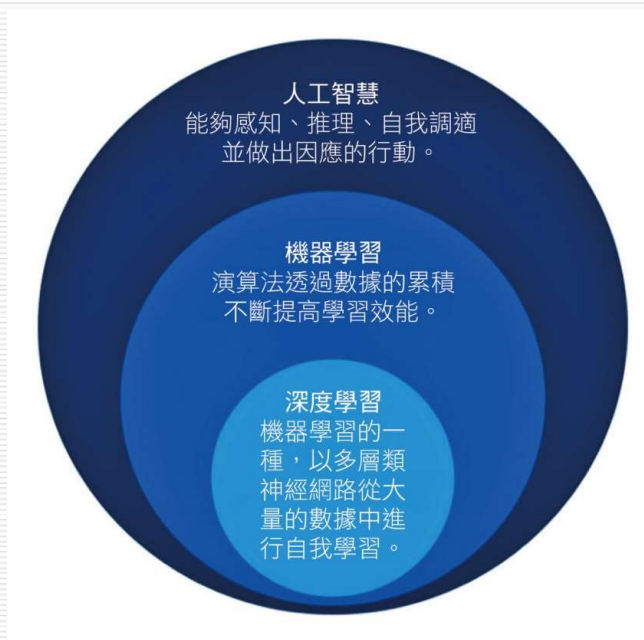 人工智慧
能夠感知、推理、自我調適
並做出因應的行動。
機器學習
演算法透過數據的累積
不斷提高學習效能。
深度學習
機器學習的一
種，以多層類
神經網路從大
量的數據中進
行自我學習。